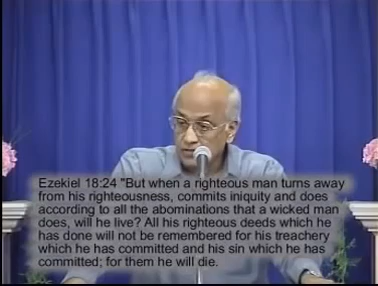 Ezekiel 18:24 "But when a righteous man turns away
from his righteousness, commits iniquity and does
according to all the abominations that a wicked man
does, will he live? All his righteous deeds which he
has done will not be remembered for his treachery
which he has committed and his sin which he has
committed; for them he will die.